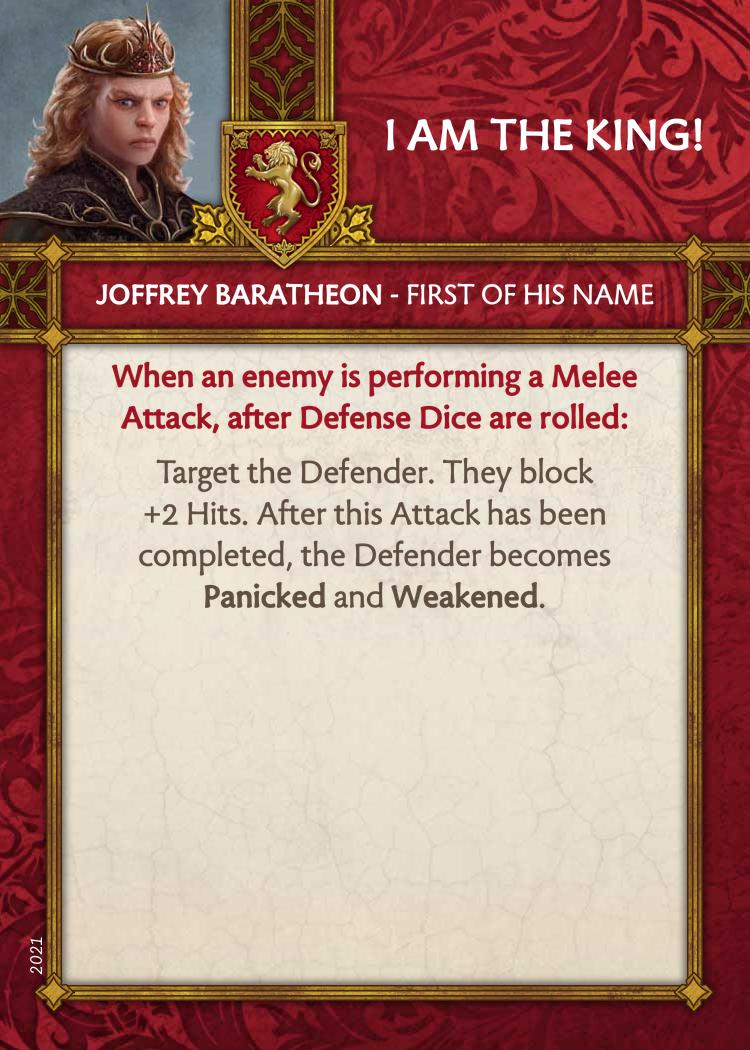 I AM THE KING!
JOFFREY BARATHEON - FIRST OF HIS NAME
When an enemy is performing a Melee
Attack, after Defense Dice are rolled:
Target the Defender. They block
+2 Hits. After this Attack has been
completed, the Defender becomes
Panicked and Weakened.
2021